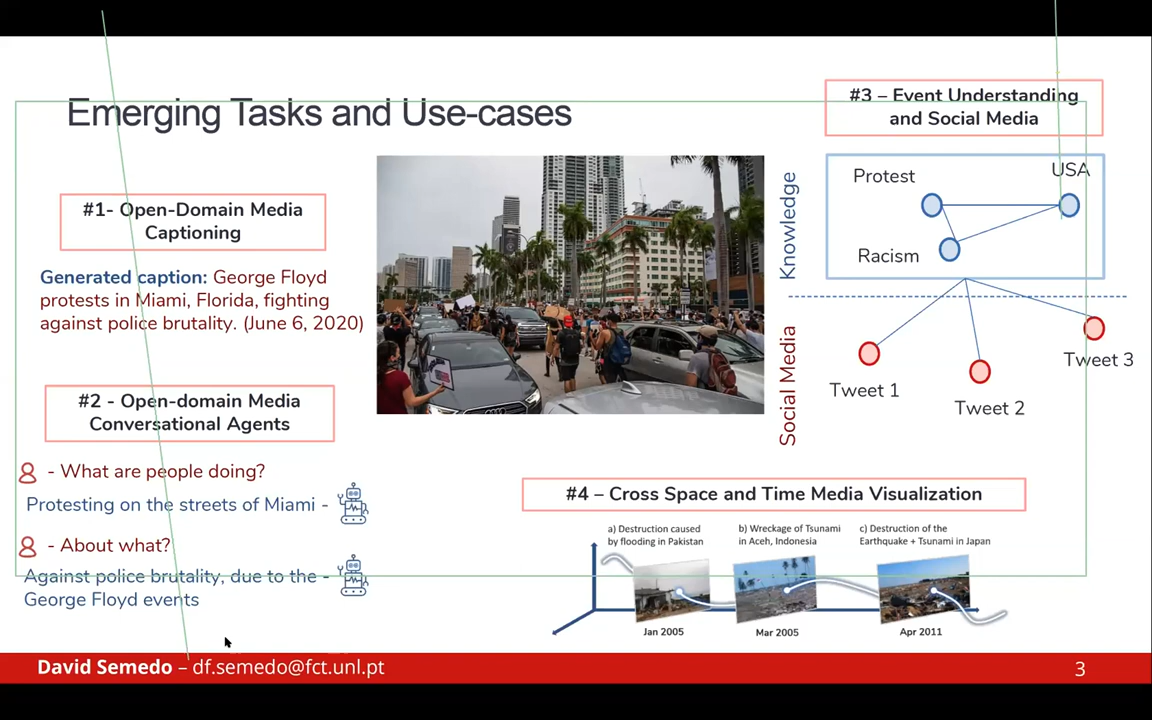 Emerging Tasks and Use-cases
#1- Open-Domain Media
Captioning
Generated caption: George Floyd
protests in Miami, Florida, fighting
against police brutality. (June 6, 2020)
#2 - Open-domain Media
Conversational Agents
- What are people doing?
Protesting on the streets of Miami -
- About what?
Against police brutality, due to the -
George Floyd events
#3 – Event Understanding
and Social Media
Knowledge
Protest
USA
Racism
Social Media
Tweet 1
Tweet 2
Tweet 3
#4 – Cross Space and Time Media Visualization
a) Destruction caused
by flooding in Pakistan
b) Wreckage of Tsunami
in Aceh, Indonesia
c) Destruction of the
Earthquake + Tsunami in Japan
Jan 2005
Mar 2005
Apr 2011
David Semedo – df.semedo@fct.unl.pt
3